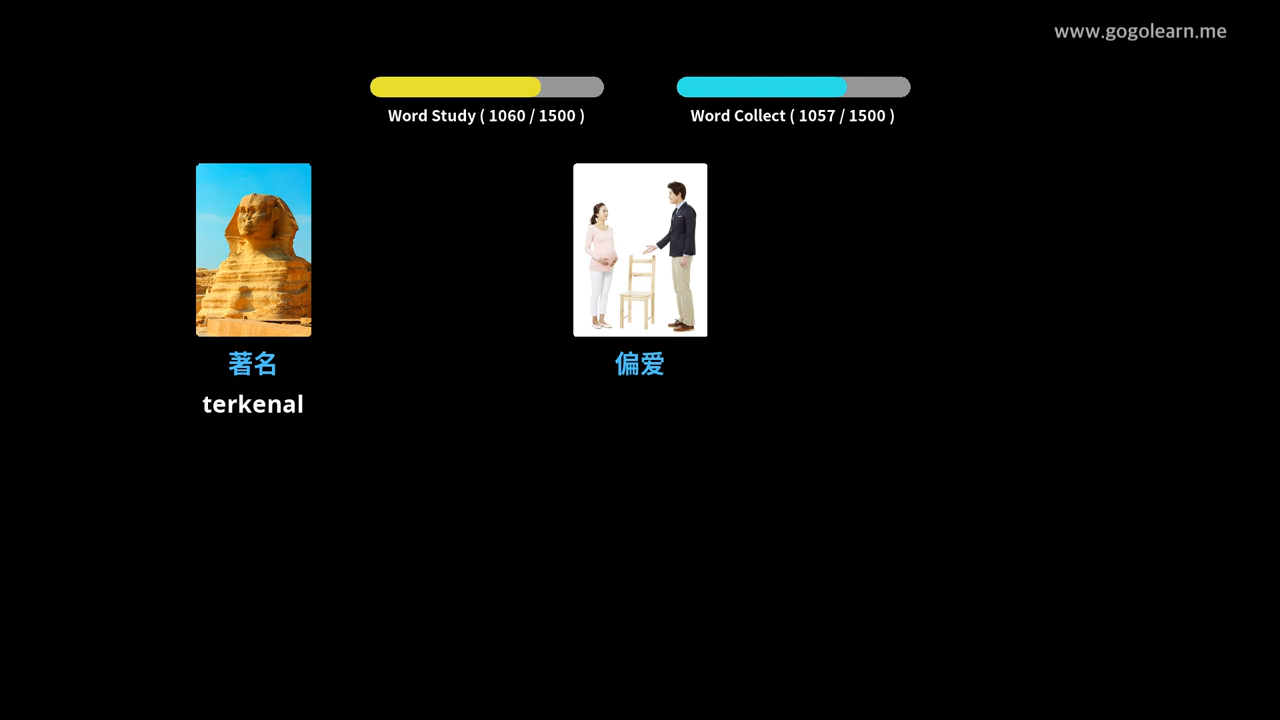 www.gogolearn.me
Word Study ( 1060 / 1500 )
Word Collect ( 1057 / 1500 )
著名
偏爱
terkenal